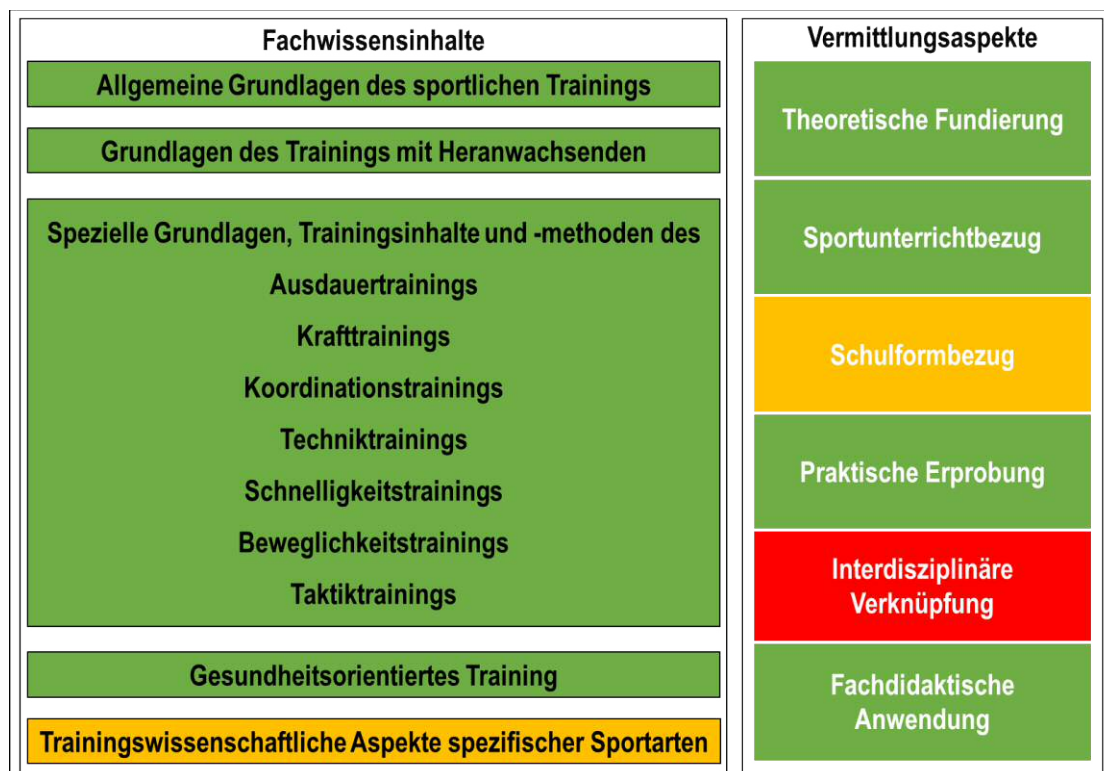 Fachwissensinhalte
Allgemeine Grundlagen des sportlichen Trainings
Grundlagen des Trainings mit Heranwachsenden
Spezielle Grundlagen, Trainingsinhalte und -methoden des
Ausdauertrainings
Krafttrainings
Koordinationstrainings
Techniktrainings
Schnelligkeitstrainings
Beweglichkeitstrainings
Taktiktrainings
Gesundheitsorientiertes Training
Trainingswissenschaftliche Aspekte spezifischer Sportarten
Vermittlungsaspekte
Theoretische Fundierung
Sportunterrichtbezug
Schulformbezug
Praktische Erprobung
Interdisziplinäre
Verknüpfung
Fachdidaktische
Anwendung